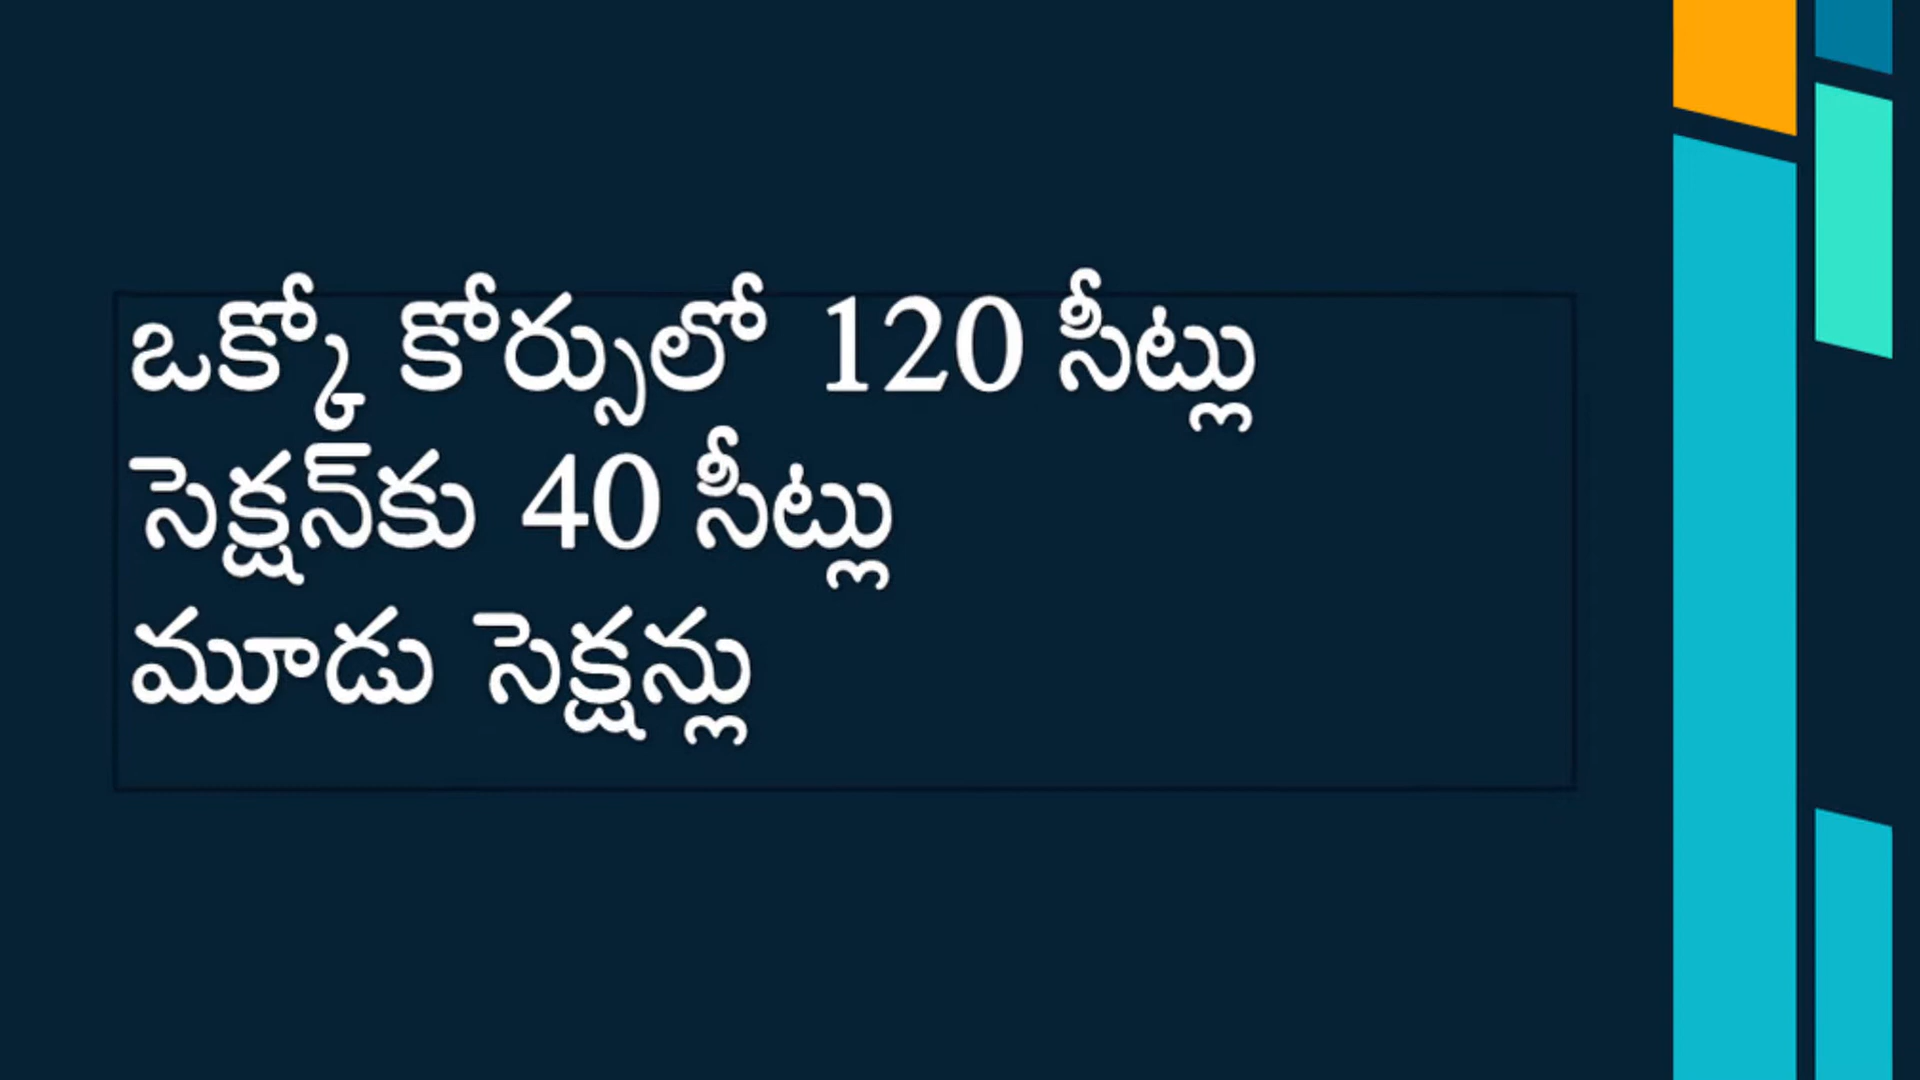 ఒక్కో కోర్సులో 120 సీట్లు
సెక్షన్‌కు 40 సీట్లు
మూడు సెక్షన్లు